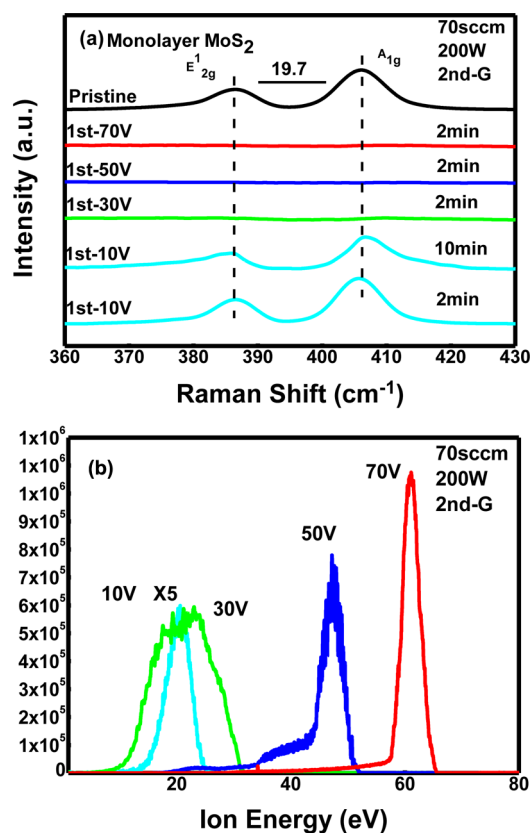 (a) Monolayer MoS₂
70sccm
200W
2nd-G
E¹₂g
19.7
A₁g
Pristine
1st-70V 2min
1st-50V 2min
1st-30V 2min
1st-10V 10min
1st-10V 2min
Intensity (a.u.)
360 370 380 390 400 410 420 430
Raman Shift (cm⁻¹)
(b)
70sccm
200W
2nd-G
1x10⁶
1x10⁶
1x10⁶
9x10⁵
8x10⁵
7x10⁵
6x10⁵
5x10⁵
4x10⁵
3x10⁵
2x10⁵
1x10⁵
0
70V
50V
10V X5 30V
20 40 60 80
Ion Energy (eV)